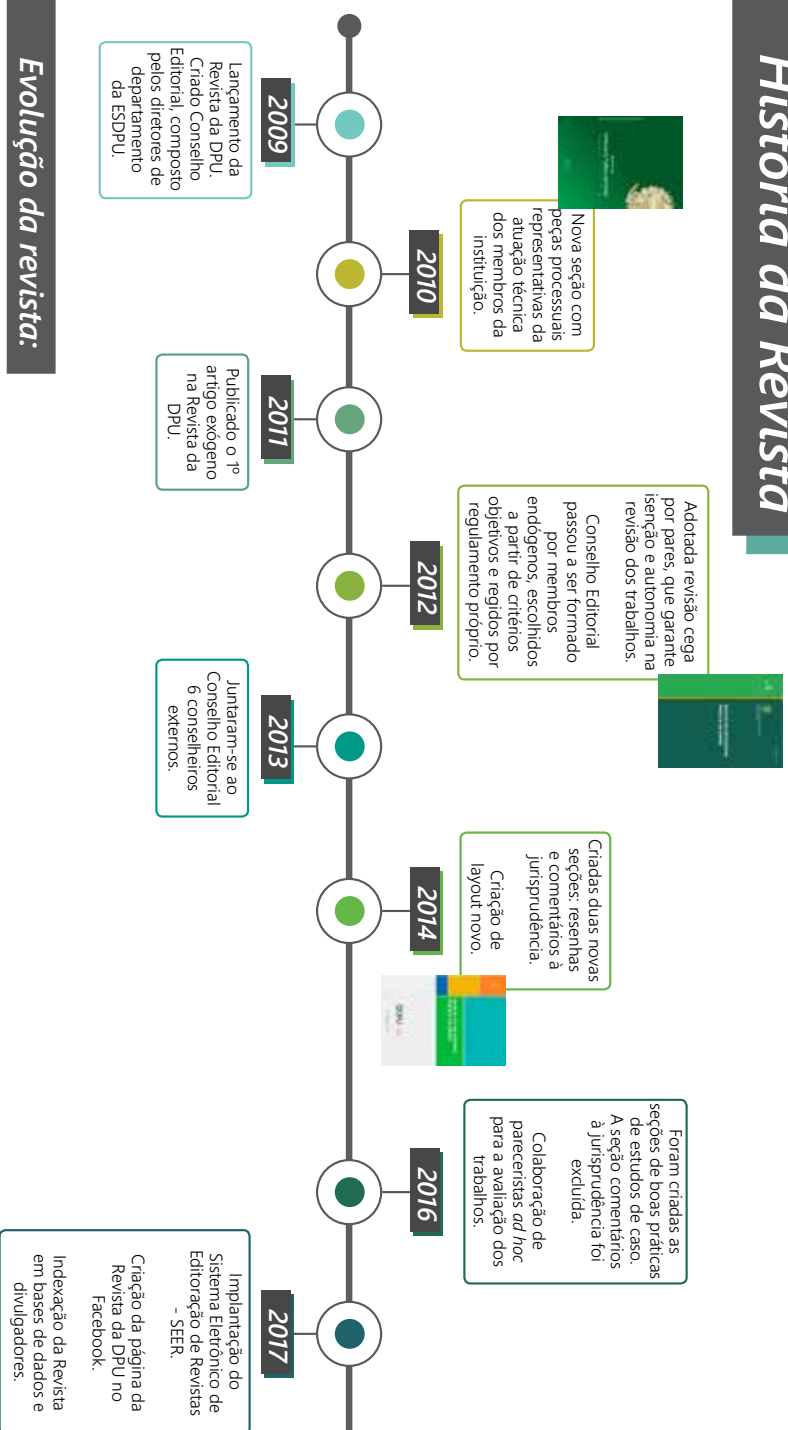 História da Revista
2009
Lançamento da
Revista da DPU.
Criado Conselho
Editorial, composto
pelos diretores de
departamento
da ESDPU.
2010
Nova seção com
peças processuais
representativas da
atuação técnica
dos membros da
instituição.
2011
Publicado o 1º
artigo exógeno
na Revista da
DPU.
2012
Adotada revisão cega
por pares, que garante
isenção e autonomia na
revisão dos trabalhos.
Conselho Editorial
passou a ser formado
por membros
endógenos, escolhidos
a partir de critérios
objetivos e regidos por
regulamento próprio.
2013
Juntaram-se ao
Conselho Editorial
6 conselheiros
externos.
2014
Criadas duas novas
seções: resenhas
e comentários à
jurisprudência.
Criação de
layout novo.
2016
Foram criadas as
seções de boas práticas
de estudos de caso.
A seção comentários
à jurisprudência foi
excluída.
Colaboração de
pareceristas ad hoc
para a avaliação dos
trabalhos.
2017
Implantação do
Sistema Eletrônico de
Editoração de Revistas
- SEER.
Criação da página da
Revista da DPU no
Facebook.
Indexação da Revista
em bases de dados e
divulgadores.
Evolução da revista: